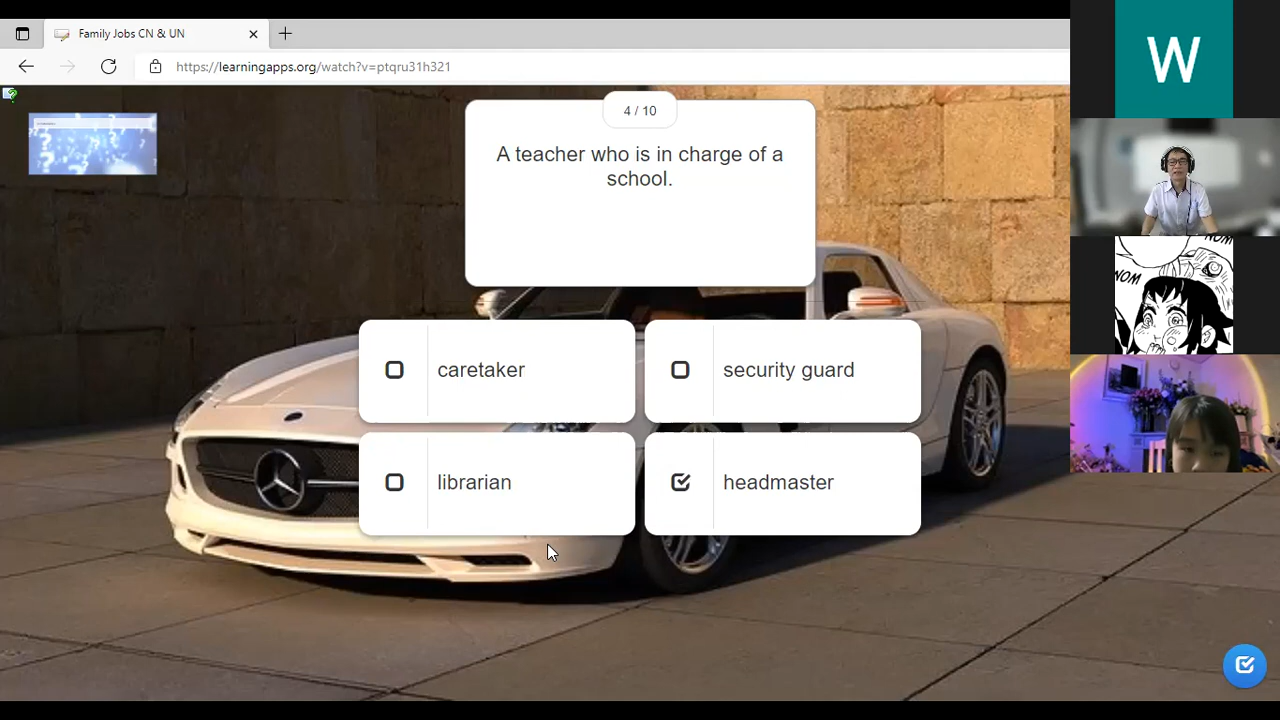 Family Jobs CN & UN
https://learningapps.org/watch?v=ptqru31h321
4 / 10
A teacher who is in charge of a
school.
caretaker
security guard
librarian
headmaster
W
NOM
NOM